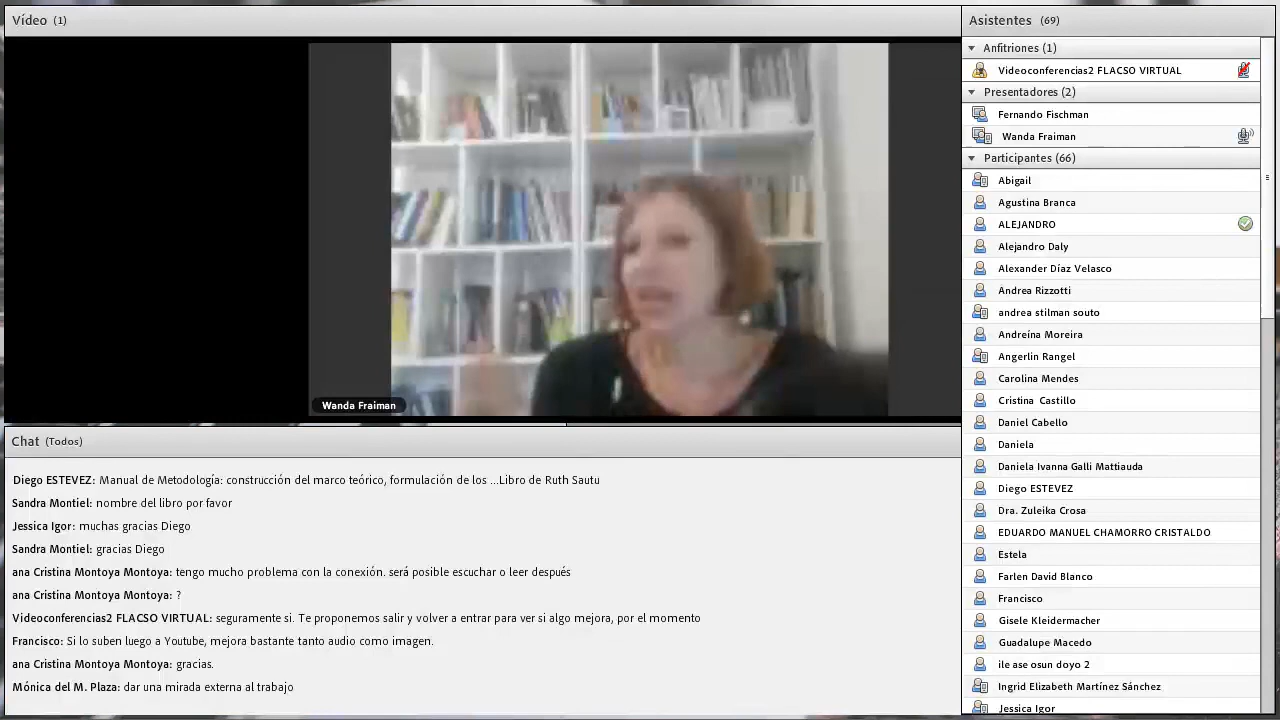 Vídeo (1)
Wanda Fraiman
Chat (Todos)
Diego ESTEVEZ: Manual de Metodología: construcción del marco teórico, formulación de los ...Libro de Ruth Sautu
Sandra Montiel: nombre del libro por favor
Jessica Igor: muchas gracias Diego
Sandra Montiel: gracias Diego
ana Cristina Montoya Montoya: tengo mucho problema con la conexión. será posible escuchar o leer después
ana Cristina Montoya Montoya: ?
Videoconferencias2 FLACSO VIRTUAL: seguramente si. Te proponemos salir y volver a entrar para ver si algo mejora, por el momento
Francisco: Si lo suben luego a Youtube, mejora bastante tanto audio como imagen.
ana Cristina Montoya Montoya: gracias.
Mónica del M. Plaza: dar una mirada externa al trabajo
Asistentes (69)
Anfitriones (1)
Videoconferencias2 FLACSO VIRTUAL
Presentadores (2)
Fernando Fischman
Wanda Fraiman
Participantes (66)
Abigail
Agustina Branca
ALEJANDRO
Alejandro Daly
Alexander Díaz Velasco
Andrea Rizzotti
andrea stilman souto
Andreína Moreira
Angerlin Rangel
Carolina Mendes
Cristina Castillo
Daniel Cabello
Daniela
Daniela Ivanna Galli Mattiauda
Diego ESTEVEZ
Dra. Zuleika Crosa
EDUARDO MANUEL CHAMORRO CRISTALDO
Estela
Farlen David Blanco
Francisco
Gisele Kleidermacher
Guadalupe Macedo
ile ase osun doyo 2
Ingrid Elizabeth Martínez Sánchez
Jessica Igor